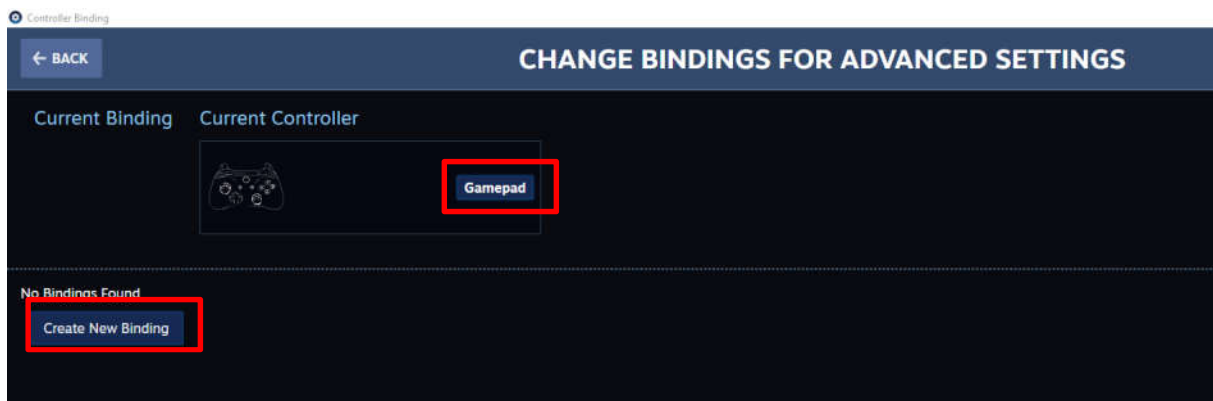 Controller Binding
← BACK
CHANGE BINDINGS FOR ADVANCED SETTINGS
Current Binding
Current Controller
Gamepad
No Bindings Found
Create New Binding